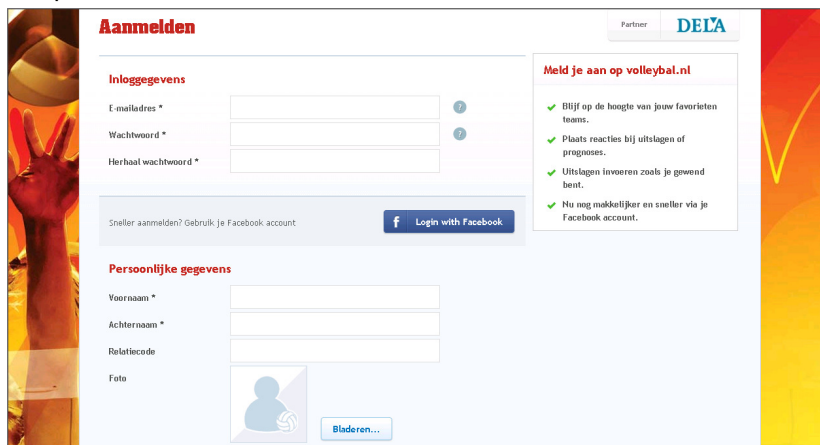 Aanmelden
Partner
DELA
Inloggegevens
E-mailadres * ?
Wachtwoord * ?
Herhaal wachtwoord *
Sneller aanmelden? Gebruik je Facebook account
f Login with Facebook
Persoonlijke gegevens
Voornaam *
Achternaam *
Relatiecode
Foto
Bladeren...
Meld je aan op volleybal.nl
Blijf op de hoogte van jouw favorieten
teams.
Plaats reacties bij uitslagen of
prognoses.
Uitslagen invoeren zoals je gewend
bent.
Nu nog makkelijker en sneller via je
Facebook account.